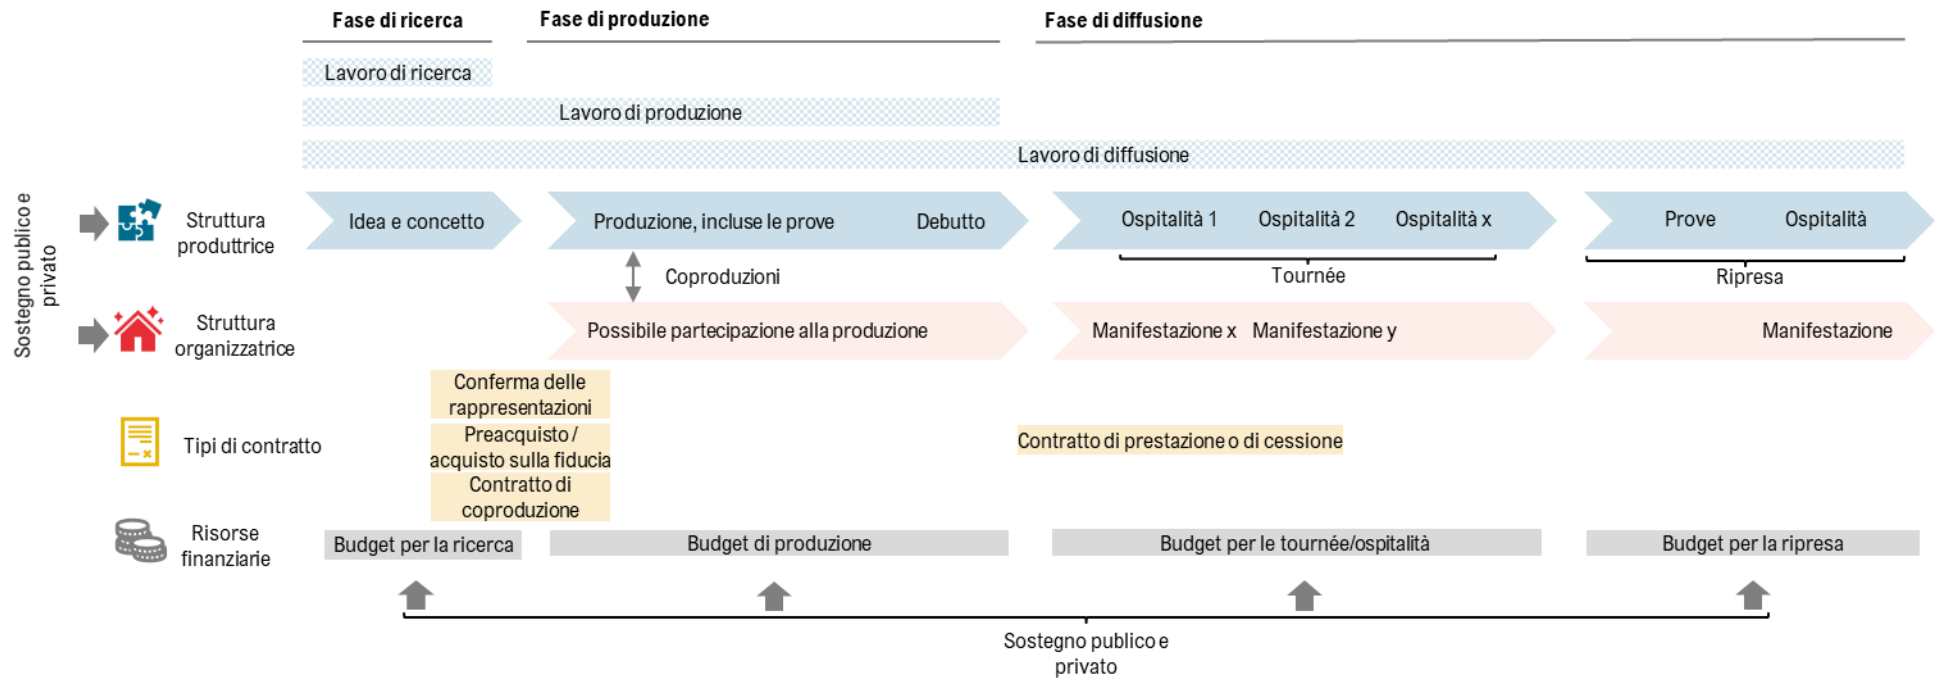 Fase di ricerca
Fase di produzione
Fase di diffusione
Lavoro di ricerca
Lavoro di produzione
Lavoro di diffusione
Sostegno publico e
privato
Struttura
produttrice
Idea e concetto
Produzione, incluse le prove
Debutto
Ospitalità 1
Ospitalità 2
Ospitalità x
Prove
Ospitalità
Coproduzioni
Tournée
Ripresa
Struttura
organizzatrice
Possibile partecipazione alla produzione
Manifestazione x
Manifestazione y
Manifestazione
Conferma delle
rappresentazioni
Tipi di contratto
Preacquisto /
acquisto sulla fiducia
Contratto di prestazione o di cessione
Contratto di
coproduzione
Risorse
finanziarie
Budget per la ricerca
Budget di produzione
Budget per le tournée/ospitalità
Budget per la ripresa
Sostegno publico e
privato